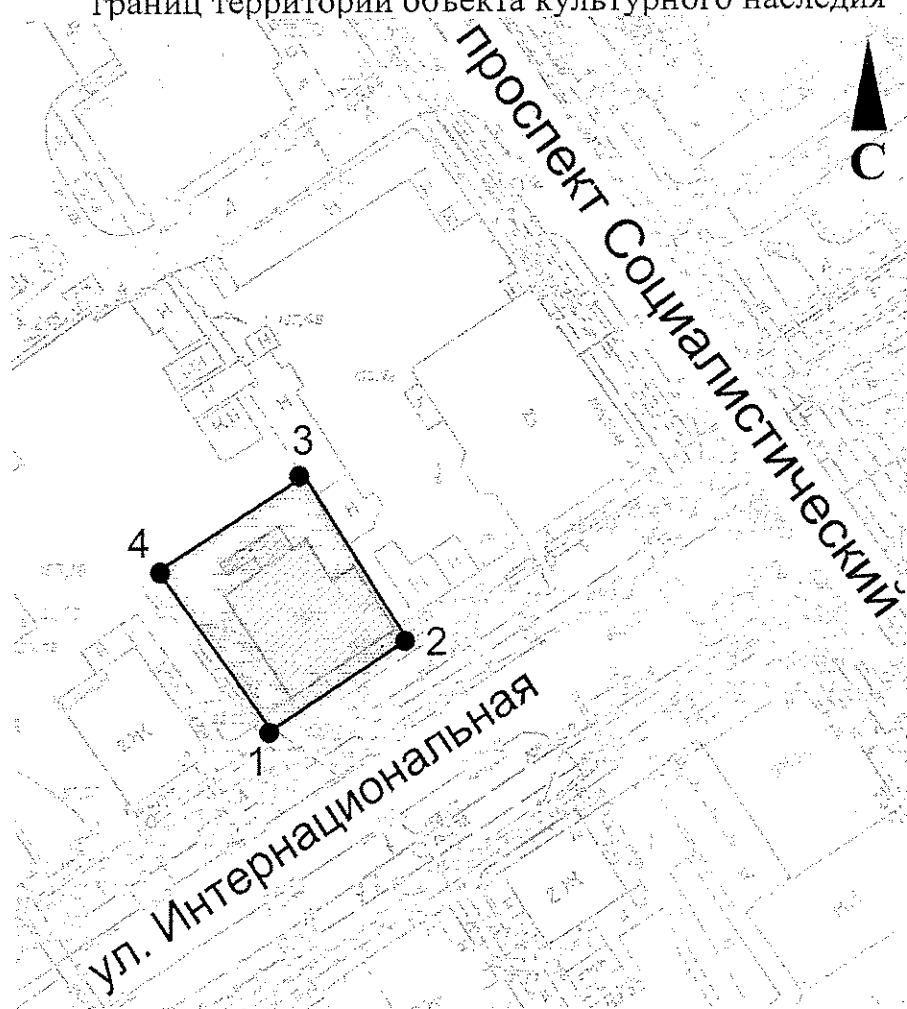 границ территории объекта культурного наследия
проспект Социалистический
С
3
4
2
1
ул. Интернациональная